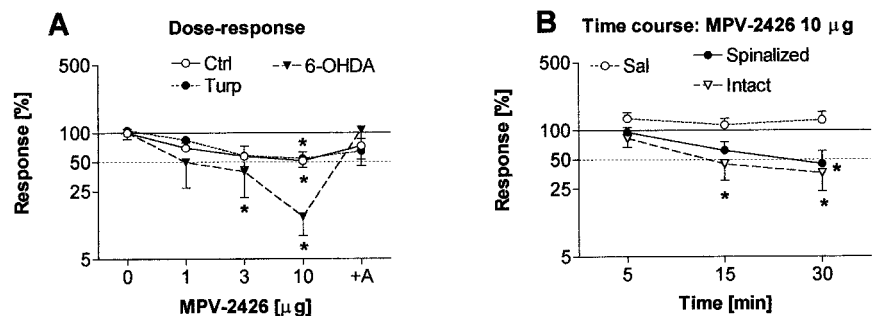 A
Dose-response
Ctrl
Turp
6-OHDA
Response [%]
500
100
50
25
5
*
*
*
*
0 1 3 10 +A
MPV-2426 [μg]
B
Time course: MPV-2426 10 μg
Sal
Spinalized
Intact
Response [%]
500
100
50
25
5
*
*
*
5 15 30
Time [min]